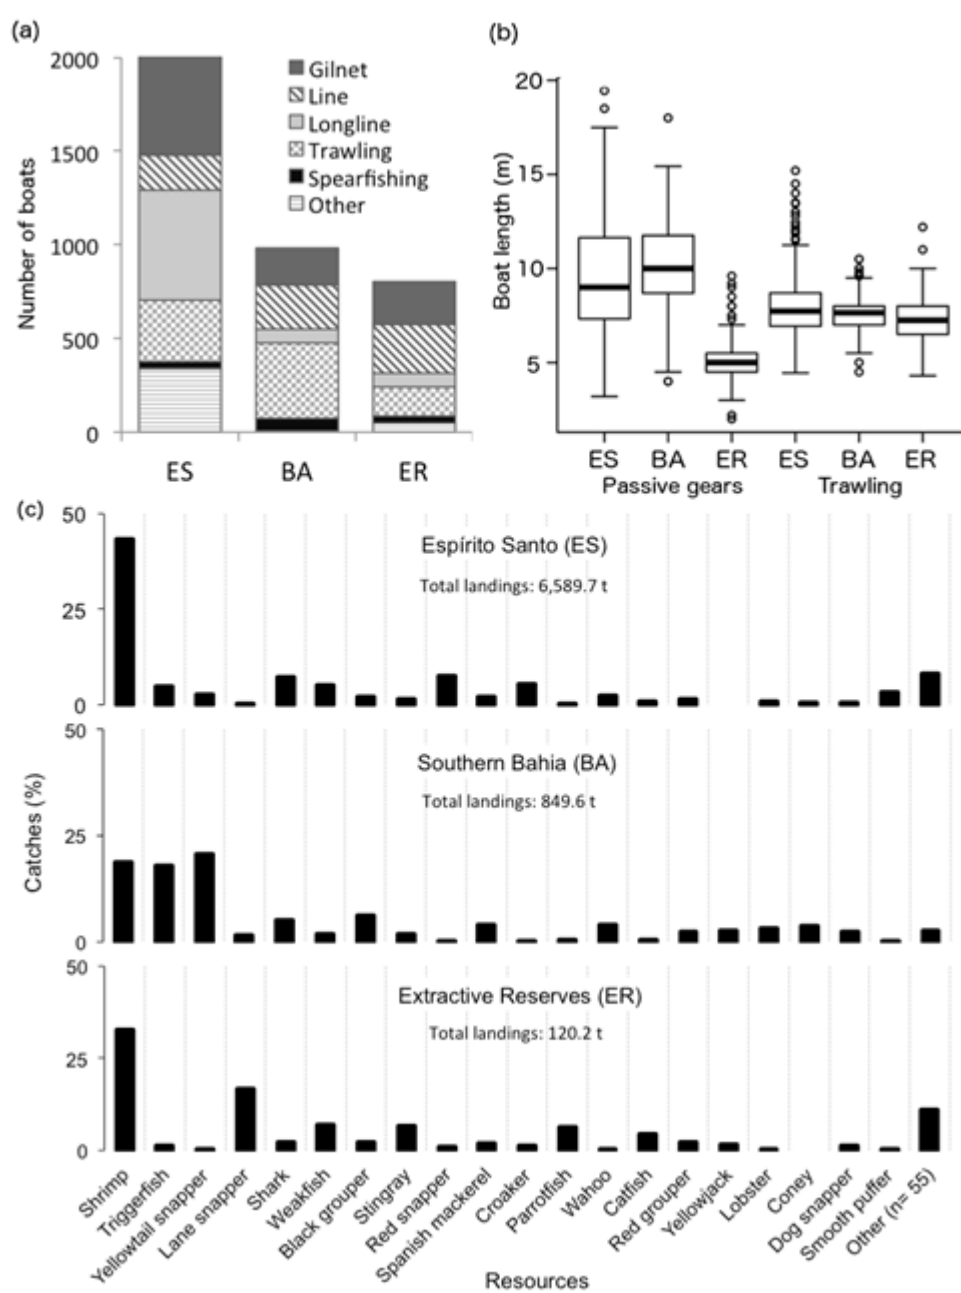 (a)
2000
1500
1000
500
0
Number of boats
Gilnet
Line
Longline
Trawling
Spearfishing
Other
ES BA ER
(b)
20
15
10
5
Boat length (m)
ES BA ER ES BA ER
Passive gears Trawling
(c)
50
25
0
Espírito Santo (ES)
Total landings: 6,589.7 t
50
25
0
Southern Bahia (BA)
Total landings: 849.6 t
Catches (%)
50
25
0
Extractive Reserves (ER)
Total landings: 120.2 t
Shrimp
Triggerfish
Yellowtail snapper
Lane snapper
Shark
Weakfish
Black grouper
Stingray
Red snapper
Spanish mackerel
Croaker
Parrotfish
Wahoo
Catfish
Red grouper
Yellowjack
Lobster
Coney
Dog snapper
Smooth puffer
Other (n= 55)
Resources